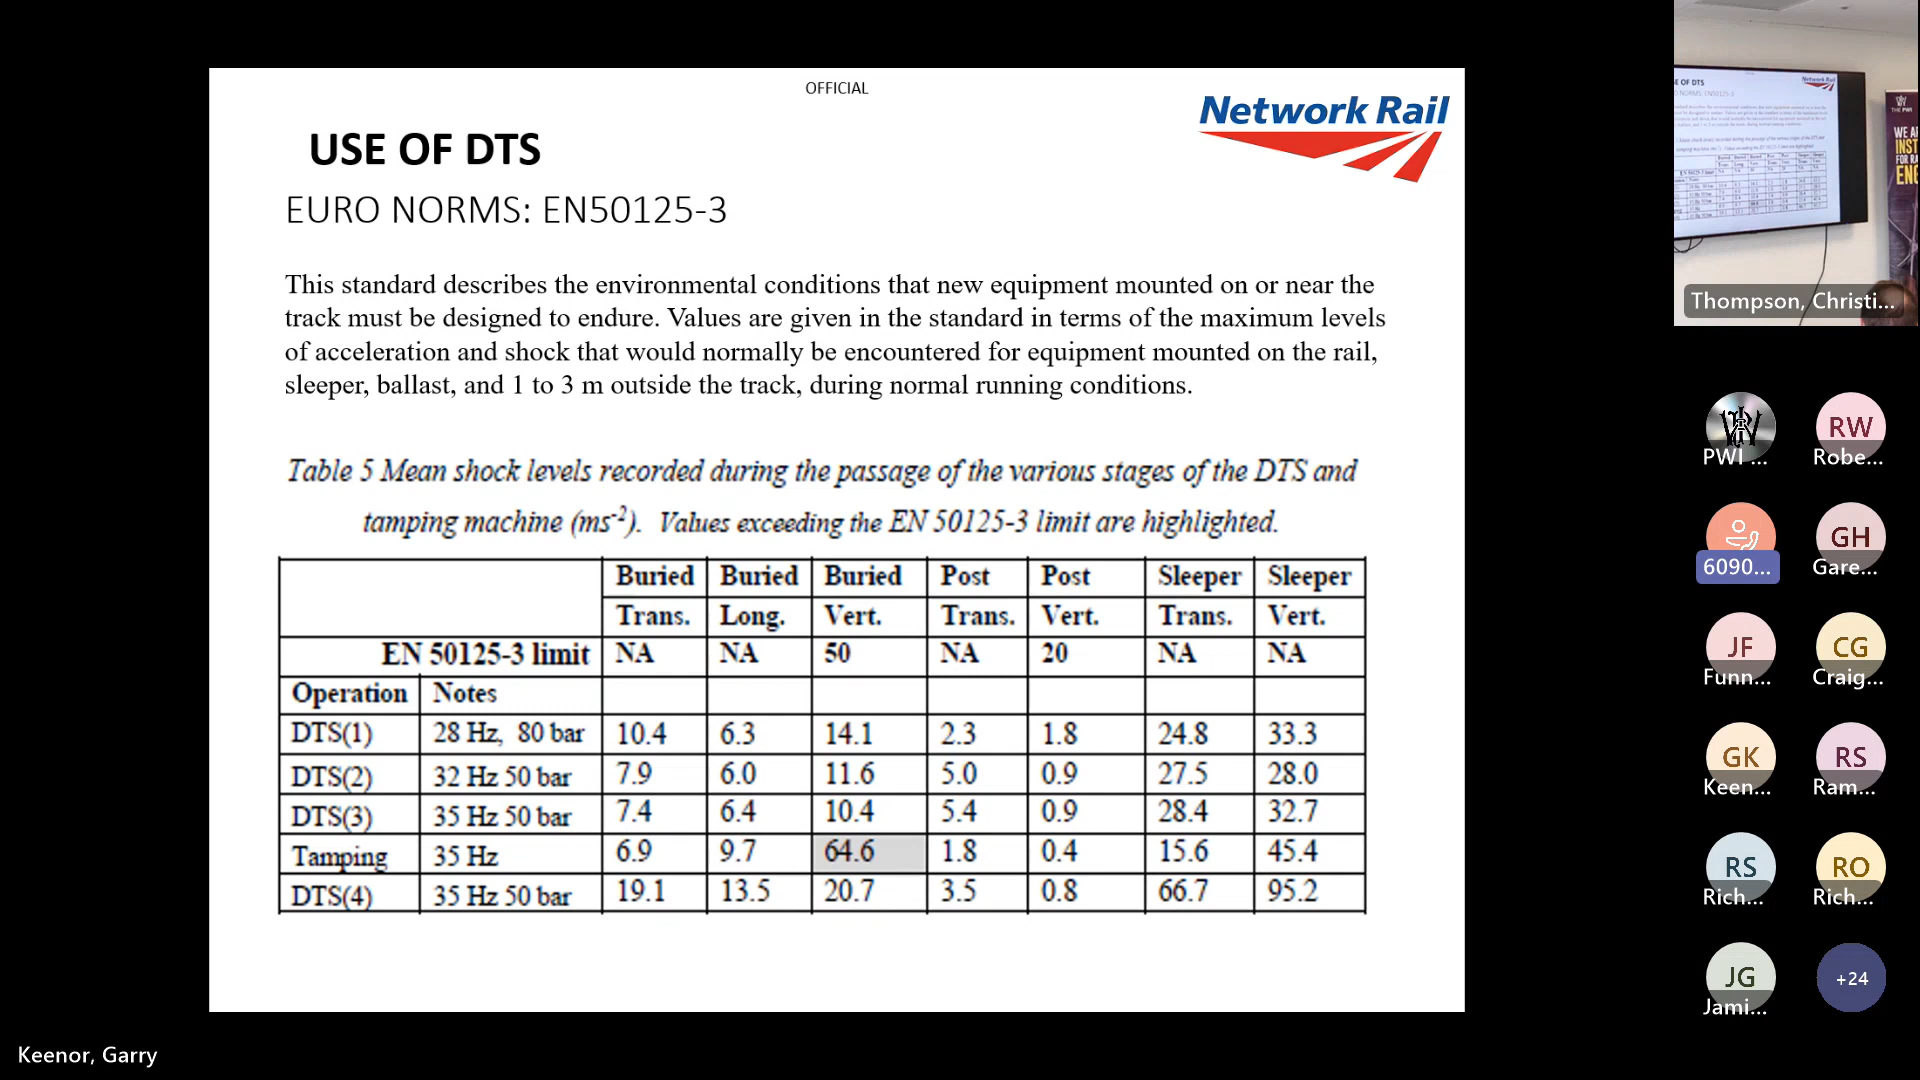 OFFICIAL
Network Rail
USE OF DTS
EURO NORMS: EN50125-3
This standard describes the environmental conditions that new equipment mounted on or near the
track must be designed to endure. Values are given in the standard in terms of the maximum levels
of acceleration and shock that would normally be encountered for equipment mounted on the rail,
sleeper, ballast, and 1 to 3 m outside the track, during normal running conditions.
Table 5 Mean shock levels recorded during the passage of the various stages of the DTS and
tamping machine (ms⁻²). Values exceeding the EN 50125-3 limit are highlighted.
Buried Buried Buried Post Post Sleeper Sleeper
Trans. Long. Vert. Trans. Vert. Trans. Vert.
EN 50125-3 limit NA NA 50 NA 20 NA NA
Operation Notes
DTS(1) 28 Hz, 80 bar 10.4 6.3 14.1 2.3 1.8 24.8 33.3
DTS(2) 32 Hz 50 bar 7.9 6.0 11.6 5.0 0.9 27.5 28.0
DTS(3) 35 Hz 50 bar 7.4 6.4 10.4 5.4 0.9 28.4 32.7
Tamping 35 Hz 6.9 9.7 64.6 1.8 0.4 15.6 45.4
DTS(4) 35 Hz 50 bar 19.1 13.5 20.7 3.5 0.8 66.7 95.2
Keenor, Garry
Network Rail
E OF DTS
THE PWI
WE A
INST
FOR RA
ENG
Thompson, Christi...
PWI ...
RW
Robe...
6090...
GH
Gare...
JF
Funn...
CG
Craig...
GK
Keen...
RS
Ram...
RS
Rich...
RO
Rich...
JG
Jami...
+24